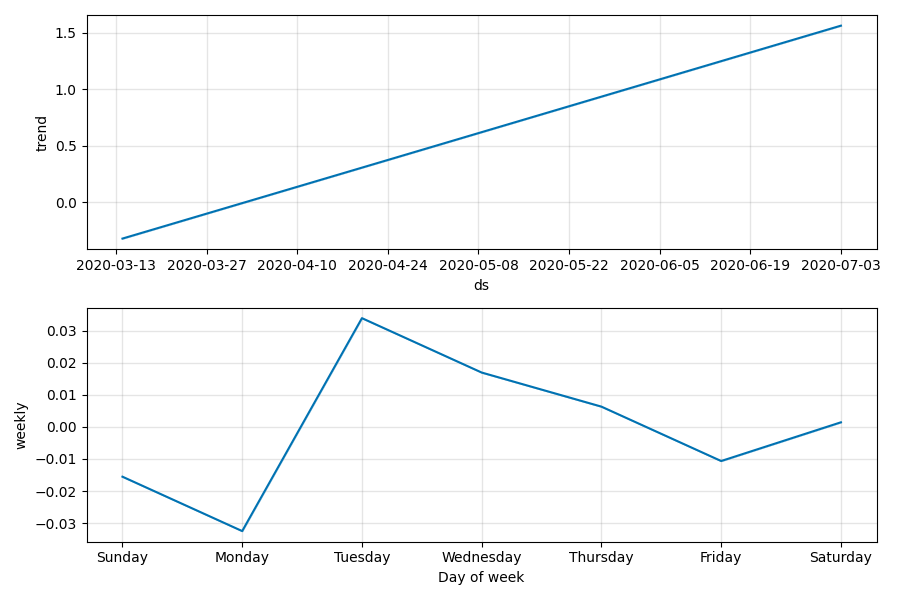 1.5
1.0
0.5
0.0
trend
2020-03-13 2020-03-27 2020-04-10 2020-04-24 2020-05-08 2020-05-22 2020-06-05 2020-06-19 2020-07-03
ds
0.03
0.02
0.01
0.00
−0.01
−0.02
−0.03
weekly
Sunday Monday Tuesday Wednesday Thursday Friday Saturday
Day of week